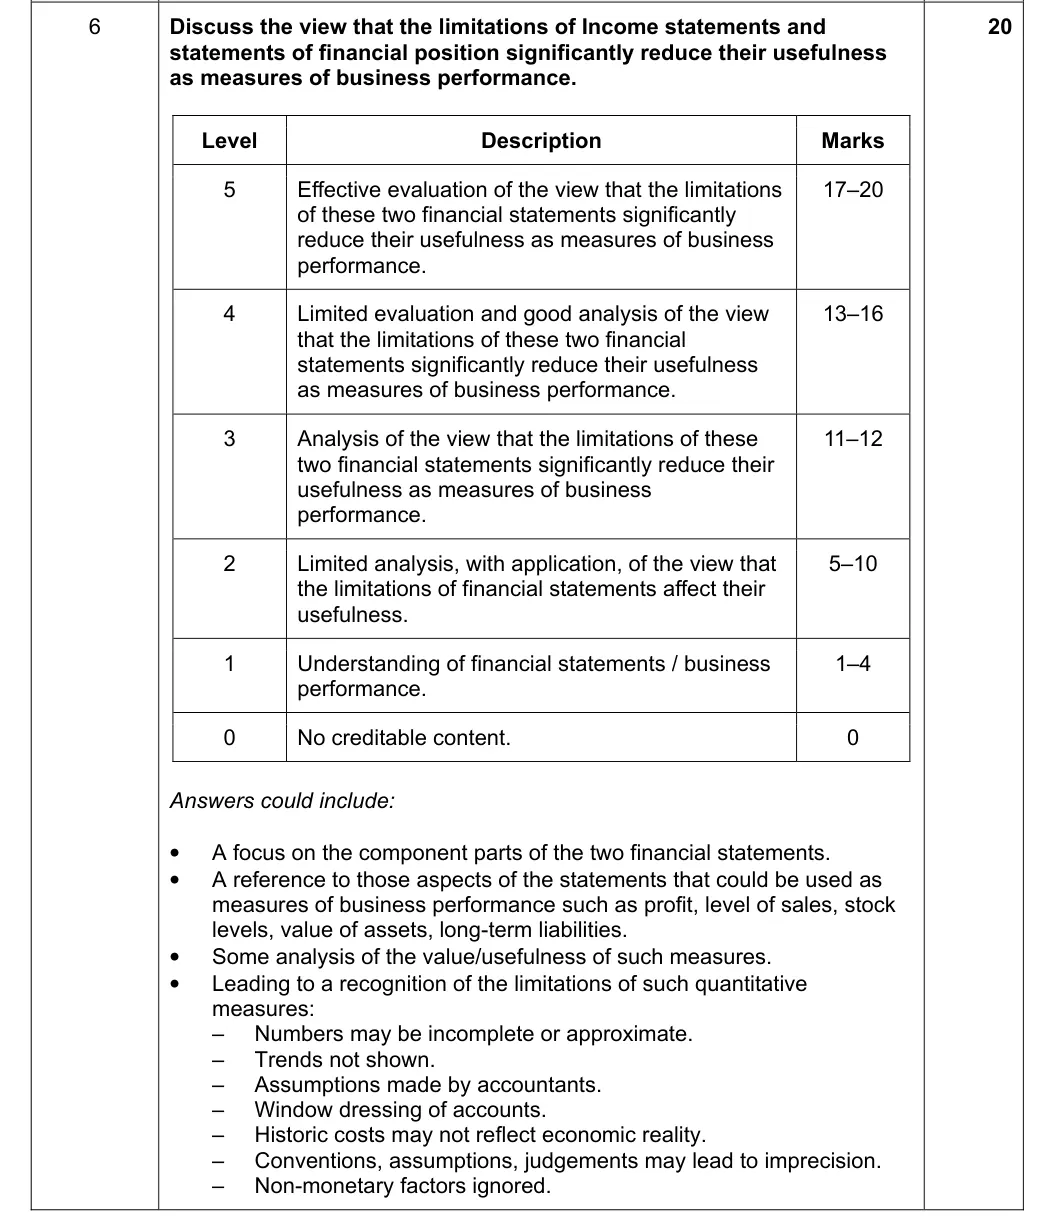 6
Discuss the view that the limitations of Income statements and
statements of financial position significantly reduce their usefulness
as measures of business performance.
20
Level Description Marks
5 Effective evaluation of the view that the limitations 17–20
of these two financial statements significantly
reduce their usefulness as measures of business
performance.
4 Limited evaluation and good analysis of the view 13–16
that the limitations of these two financial
statements significantly reduce their usefulness
as measures of business performance.
3 Analysis of the view that the limitations of these 11–12
two financial statements significantly reduce their
usefulness as measures of business
performance.
2 Limited analysis, with application, of the view that 5–10
the limitations of financial statements affect their
usefulness.
1 Understanding of financial statements / business 1–4
performance.
0 No creditable content. 0
Answers could include:
• A focus on the component parts of the two financial statements.
• A reference to those aspects of the statements that could be used as
measures of business performance such as profit, level of sales, stock
levels, value of assets, long-term liabilities.
• Some analysis of the value/usefulness of such measures.
• Leading to a recognition of the limitations of such quantitative
measures:
– Numbers may be incomplete or approximate.
– Trends not shown.
– Assumptions made by accountants.
– Window dressing of accounts.
– Historic costs may not reflect economic reality.
– Conventions, assumptions, judgements may lead to imprecision.
– Non-monetary factors ignored.